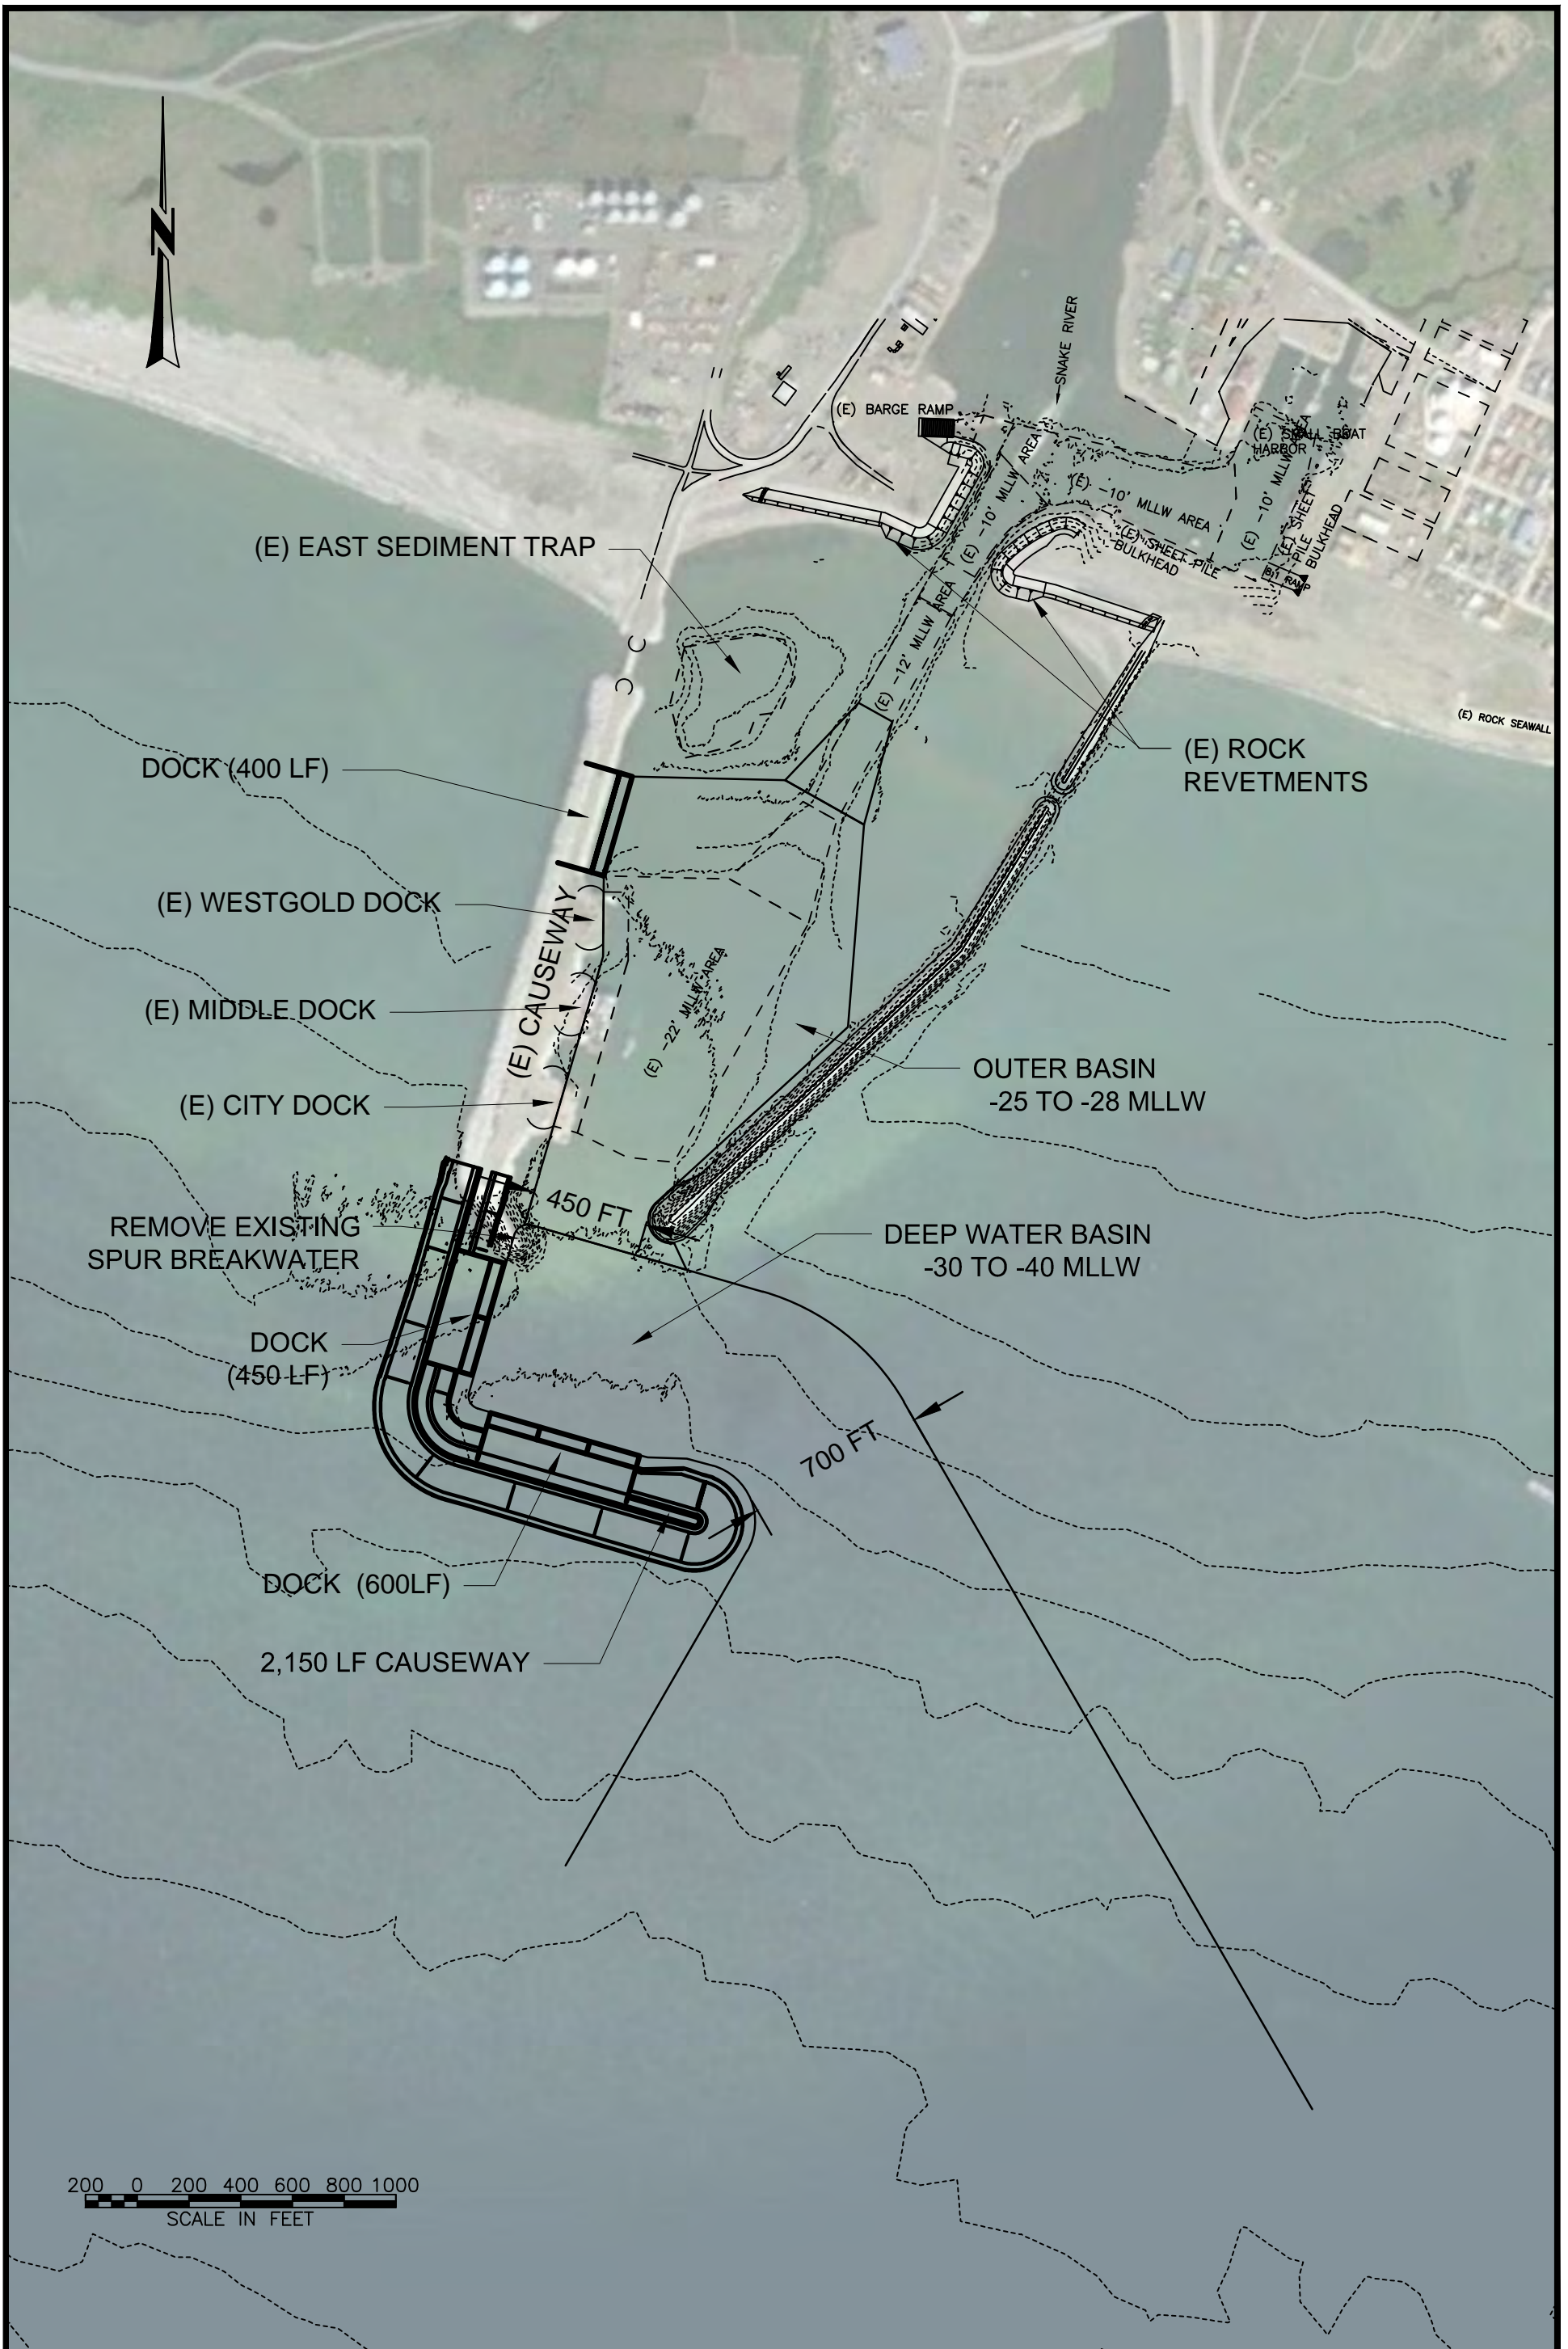 N
SNAKE RIVER
(E) BARGE RAMP
(E) SMALL BOAT
HARBOR
(E) -10' MLLW AREA
(E) -10' MLLW AREA
(E) -10' MLLW AREA
(E) SHEET PILE
BULKHEAD
(E) SHEET
PILE
BULKHEAD
RAMP
(E) EAST SEDIMENT TRAP
(E) -12' MLLW AREA
(E) ROCK SEAWALL
(E) ROCK
REVETMENTS
DOCK (400 LF)
(E) WESTGOLD DOCK
(E) CAUSEWAY
(E) MIDDLE DOCK
(E) -22' MLLW AREA
OUTER BASIN
-25 TO -28 MLLW
(E) CITY DOCK
450 FT
REMOVE EXISTING
SPUR BREAKWATER
DEEP WATER BASIN
-30 TO -40 MLLW
DOCK
(450 LF)
700 FT
DOCK (600LF)
2,150 LF CAUSEWAY
200 0 200 400 600 800 1000
SCALE IN FEET